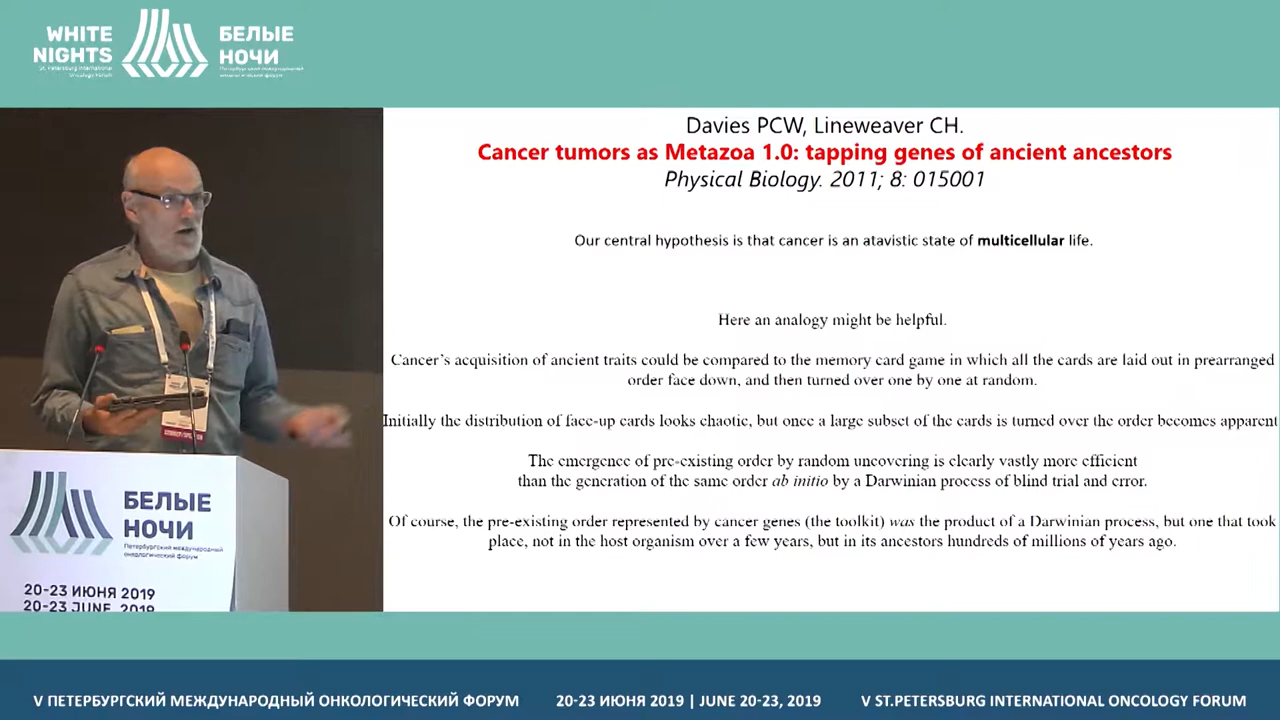 WHITE
NIGHTS
St. Petersburg International
Oncology Forum
БЕЛЫЕ
НОЧИ
Петербургский международный
онкологический форум
Davies PCW, Lineweaver CH.
Cancer tumors as Metazoa 1.0: tapping genes of ancient ancestors
Physical Biology. 2011; 8: 015001
Our central hypothesis is that cancer is an atavistic state of multicellular life.
Here an analogy might be helpful.
Cancer's acquisition of ancient traits could be compared to the memory card game in which all the cards are laid out in prearranged
order face down, and then turned over one by one at random.
Initially the distribution of face-up cards looks chaotic, but once a large subset of the cards is turned over the order becomes apparent
The emergence of pre-existing order by random uncovering is clearly vastly more efficient
than the generation of the same order ab initio by a Darwinian process of blind trial and error.
Of course, the pre-existing order represented by cancer genes (the toolkit) was the product of a Darwinian process, but one that took
place, not in the host organism over a few years, but in its ancestors hundreds of millions of years ago.
БЕЛЫЕ
НОЧИ
Петербургский международный
онкологический форум
20-23 ИЮНЯ 2019
20-23 JUNE, 2019
V ПЕТЕРБУРГСКИЙ МЕЖДУНАРОДНЫЙ ОНКОЛОГИЧЕСКИЙ ФОРУМ
20-23 ИЮНЯ 2019 | JUNE 20-23, 2019
V ST.PETERSBURG INTERNATIONAL ONCOLOGY FORUM